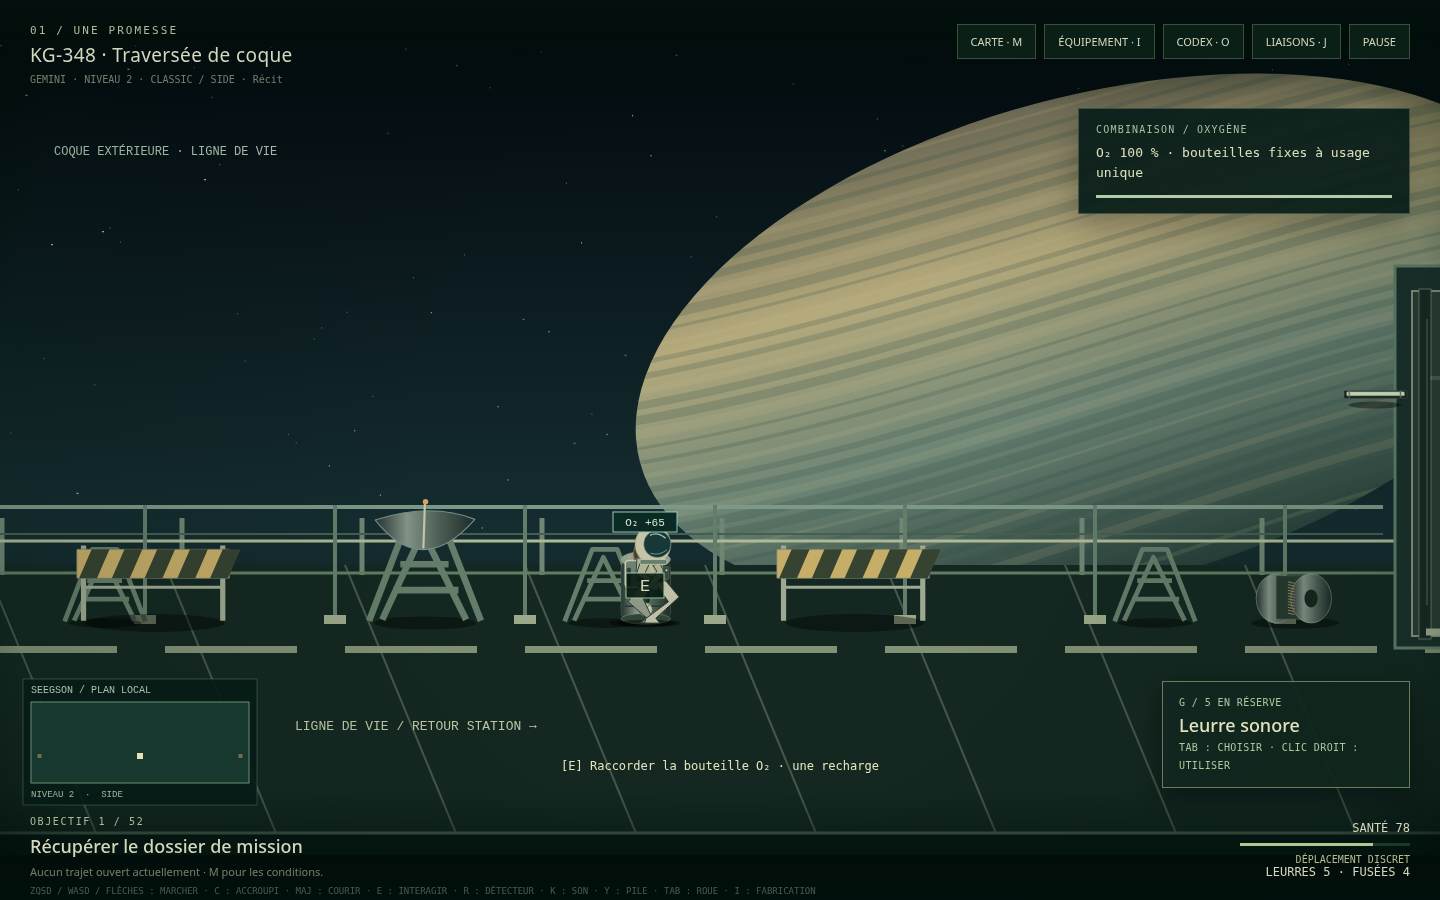 01 / UNE PROMESSE
KG-348 · Traversée de coque
GEMINI · NIVEAU 2 · CLASSIC / SIDE · Récit
CARTE · M
ÉQUIPEMENT · I
CODEX · O
LIAISONS · J
PAUSE
COMBINAISON / OXYGÈNE
O₂ 100 % · bouteilles fixes à usage
unique
COQUE EXTÉRIEURE · LIGNE DE VIE
O₂ +65
E
SEEGSON / PLAN LOCAL
NIVEAU 2 · SIDE
LIGNE DE VIE / RETOUR STATION →
[E] Raccorder la bouteille O₂ · une recharge
G / 5 EN RÉSERVE
Leurre sonore
TAB : CHOISIR · CLIC DROIT :
UTILISER
OBJECTIF 1 / 52
Récupérer le dossier de mission
Aucun trajet ouvert actuellement · M pour les conditions.
ZQSD / WASD / FLÈCHES : MARCHER · C : ACCROUPI · MAJ : COURIR · E : INTERAGIR · R : DÉTECTEUR · K : SON · Y : PILE · TAB : ROUE · I : FABRICATION
SANTÉ 78
DÉPLACEMENT DISCRET
LEURRES 5 · FUSÉES 4